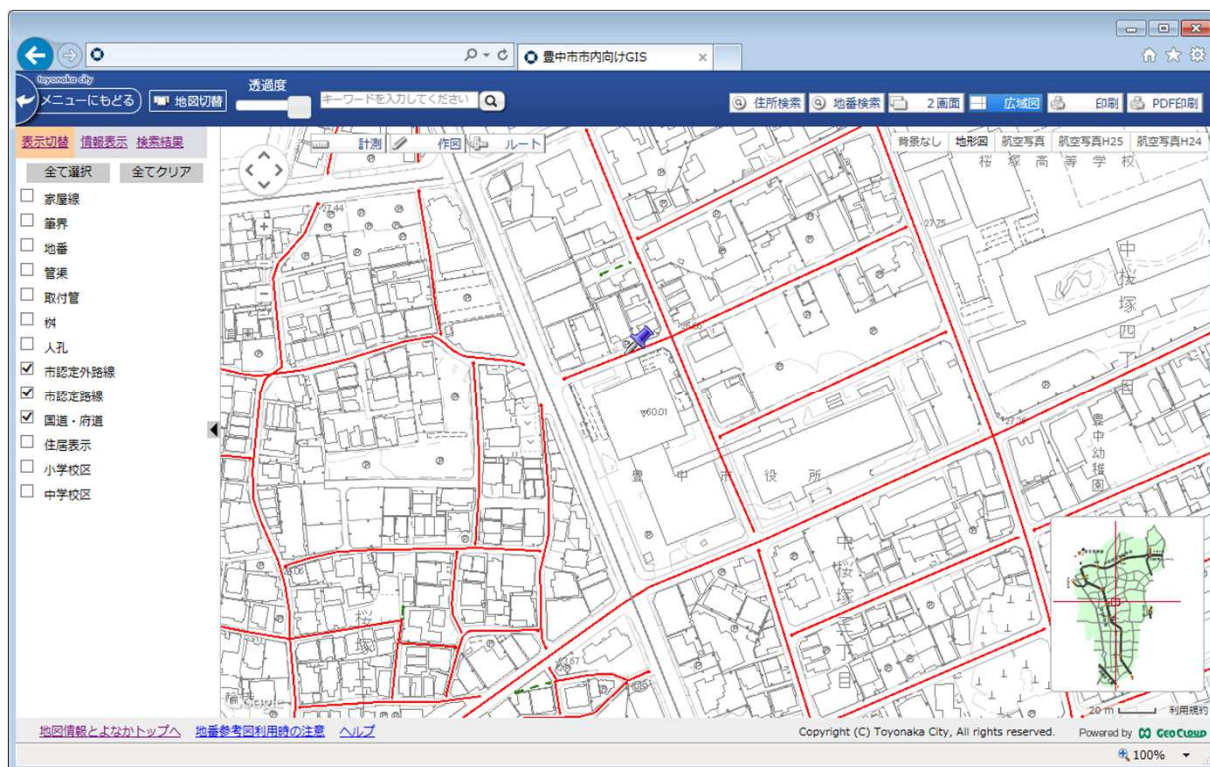 豊中市市内向けGIS
toyonaka city
メニューにもどる
地図切替
透過度
キーワードを入力してください
住所検索
地番検索
2画面
広域図
印刷
PDF印刷
表示切替 情報表示 検索結果
全て選択 全てクリア
家屋線
筆界
地番
管渠
取付管
桝
人孔
市認定外路線
市認定路線
国道・府道
住居表示
小学校区
中学校区
計測
作図
ルート
背景なし 地形図 航空写真 航空写真H25 航空写真H24
桜塚高等学校
27.44
27.75
中桜塚四丁目
60.01
豊中市役所
豊中幼稚園
20 m
利用規約
地図情報とよなかトップへ 地番参考図利用時の注意 ヘルプ
Copyright (C) Toyonaka City, All rights reserved.
Powered by GEO CLOUD
100%